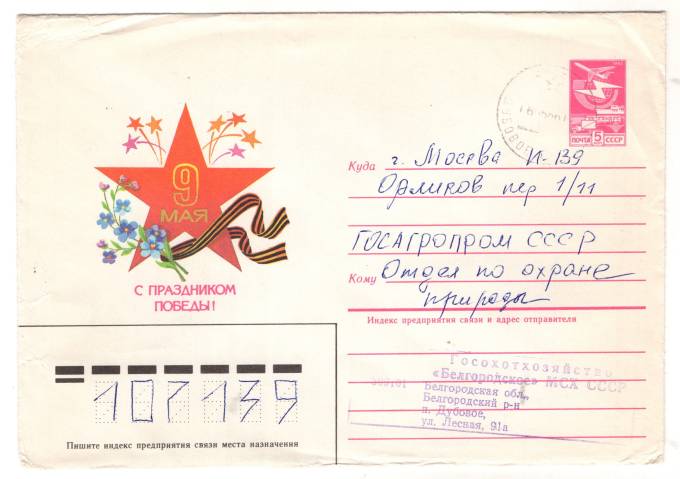 9
МАЯ
С ПРАЗДНИКОМ
ПОБЕДЫ!
ПОЧТА 5 К СССР
Куда г. Москва И-139
Орликов пер 1/11
ГОСАГРОПРОМ СССР
Кому Отдел по охране
природы
Индекс предприятия связи и адрес отправителя
Госохотхозяйство
«Белгородское» МСХ СССР
Белгородская обл.,
Белгородский р-н
п. Дубовое,
ул. Лесная, 91а
107139
Пишите индекс предприятия связи места назначения